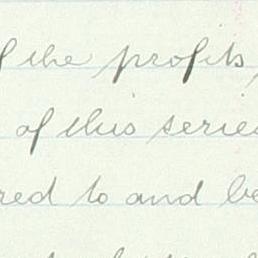 of the profits,
of this series
red to and be